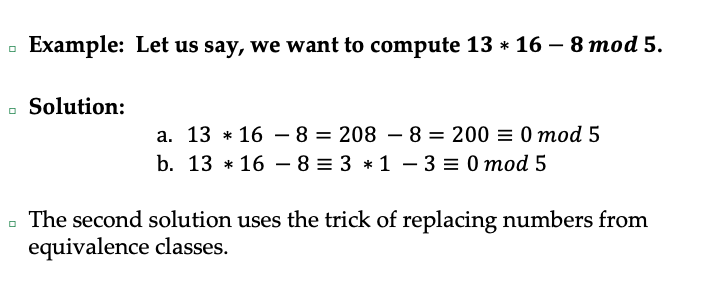 Example: Let us say, we want to compute 13 * 16 – 8 mod 5.
Solution:
a. 13 * 16 – 8 = 208 – 8 = 200 ≡ 0 mod 5
b. 13 * 16 – 8 ≡ 3 * 1 – 3 ≡ 0 mod 5
The second solution uses the trick of replacing numbers from
equivalence classes.